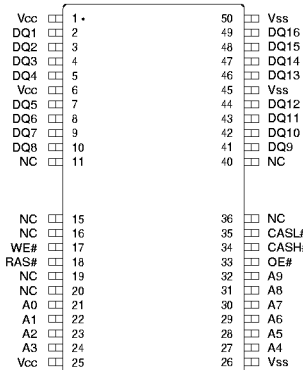 Vcc 1 50 Vss
DQ1 2 49 DQ16
DQ2 3 48 DQ15
DQ3 4 47 DQ14
DQ4 5 46 DQ13
Vcc 6 45 Vss
DQ5 7 44 DQ12
DQ6 8 43 DQ11
DQ7 9 42 DQ10
DQ8 10 41 DQ9
NC 11 40 NC
NC 15 36 NC
NC 16 35 CASL#
WE# 17 34 CASH#
RAS# 18 33 OE#
NC 19 32 A9
NC 20 31 A8
A0 21 30 A7
A1 22 29 A6
A2 23 28 A5
A3 24 27 A4
Vcc 25 26 Vss